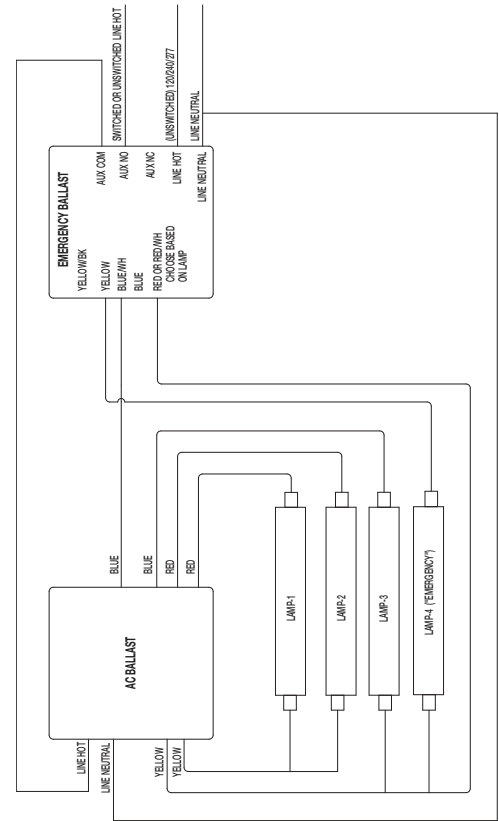 EMERGENCY BALLAST
YELLOW/BK
YELLOW
BLUE/WH
BLUE
RED OR RED/WH
CHOOSE BASED
ON LAMP
AUX COM
AUX NO
AUX NC
LINE HOT
LINE NEUTRAL
SWITCHED OR UNSWITCHED LINE HOT
(UNSWITCHED) 120/240/277
LINE NEUTRAL
AC BALLAST
LINE HOT
LINE NEUTRAL
YELLOW
YELLOW
BLUE
BLUE
RED
RED
LAMP-1
LAMP-2
LAMP-3
LAMP-4 ("EMERGENCY")